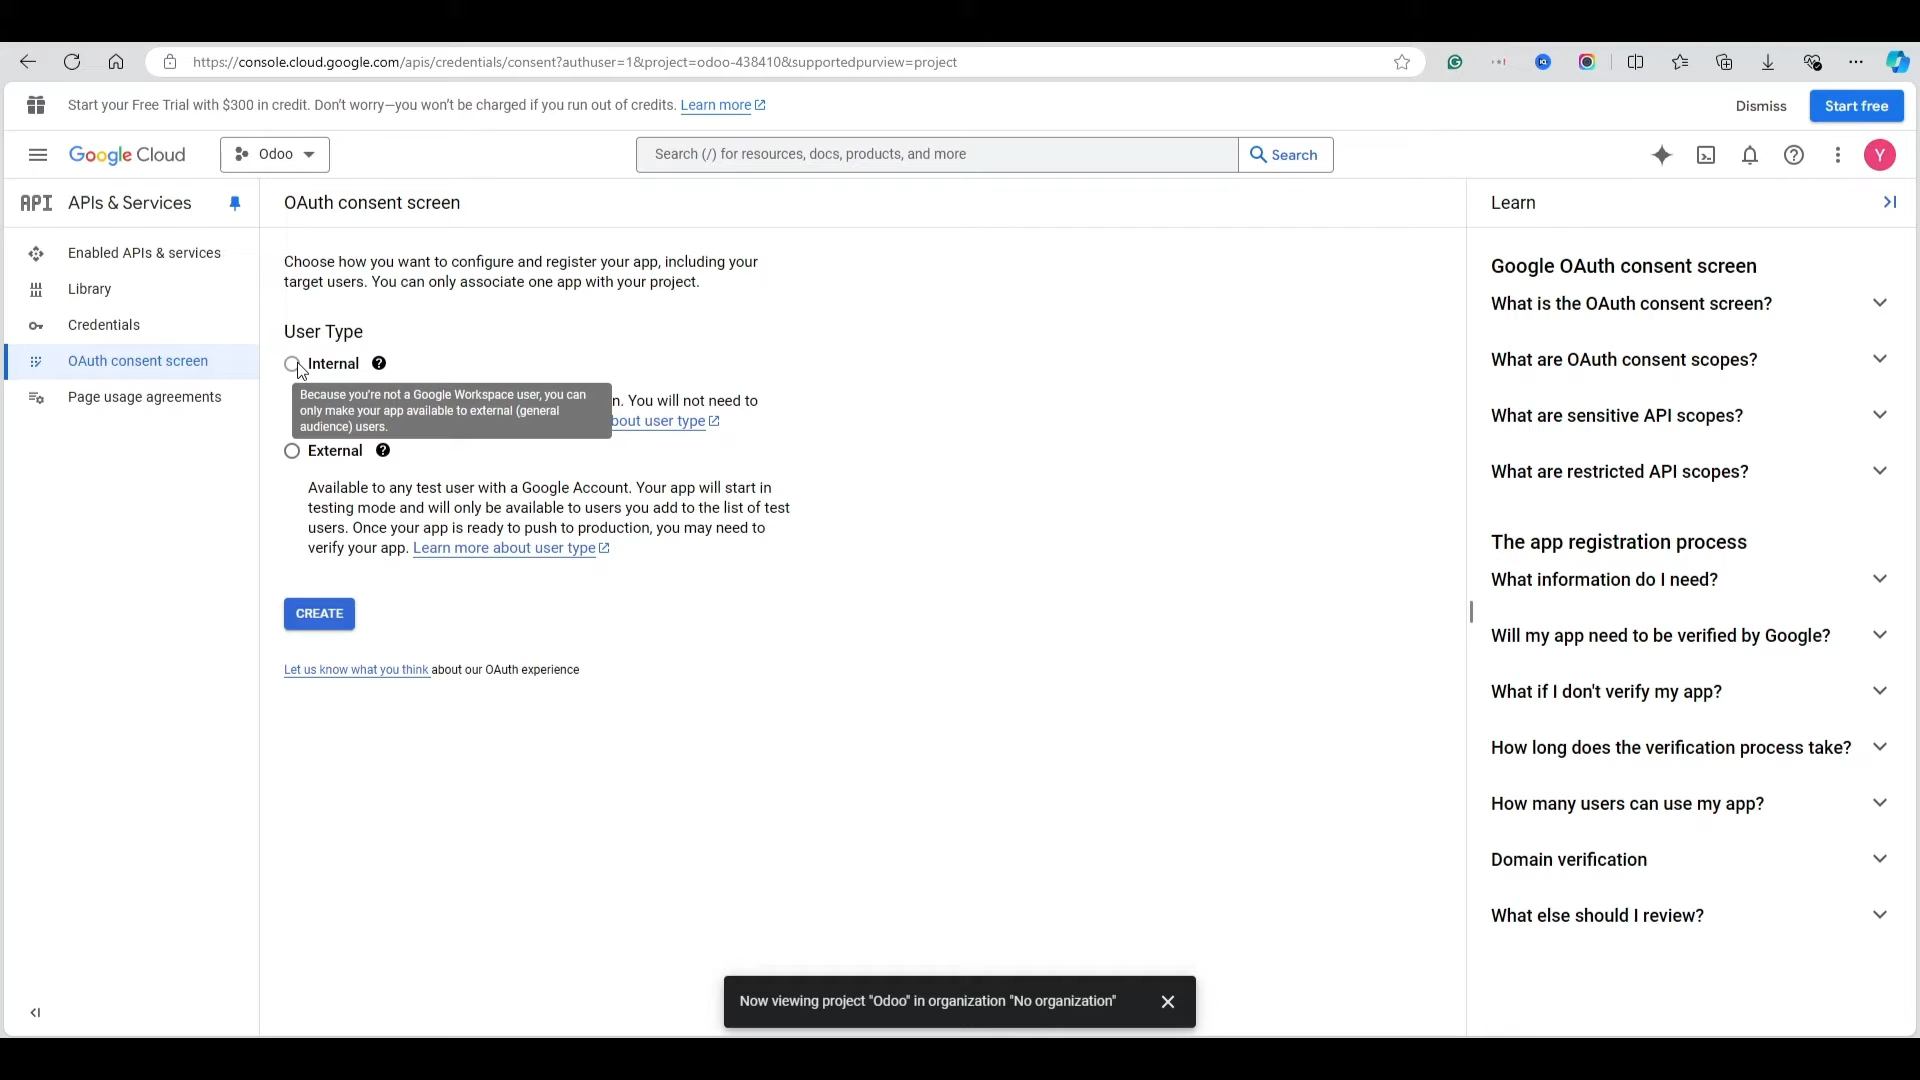 https://console.cloud.google.com/apis/credentials/consent?authuser=1&project=odoo-438410&supportedpurview=project
Start your Free Trial with $300 in credit. Don't worry—you won't be charged if you run out of credits. Learn more
Dismiss
Start free
Google Cloud
Odoo
Search (/) for resources, docs, products, and more
Search
Y
API APIs & Services
Enabled APIs & services
Library
Credentials
OAuth consent screen
Page usage agreements
OAuth consent screen
Choose how you want to configure and register your app, including your
target users. You can only associate one app with your project.
User Type
Internal
Because you're not a Google Workspace user, you can
only make your app available to external (general
audience) users.
n. You will not need to
bout user type
External
Available to any test user with a Google Account. Your app will start in
testing mode and will only be available to users you add to the list of test
users. Once your app is ready to push to production, you may need to
verify your app. Learn more about user type
CREATE
Let us know what you think about our OAuth experience
Learn
Google OAuth consent screen
What is the OAuth consent screen?
What are OAuth consent scopes?
What are sensitive API scopes?
What are restricted API scopes?
The app registration process
What information do I need?
Will my app need to be verified by Google?
What if I don't verify my app?
How long does the verification process take?
How many users can use my app?
Domain verification
What else should I review?
Now viewing project "Odoo" in organization "No organization"